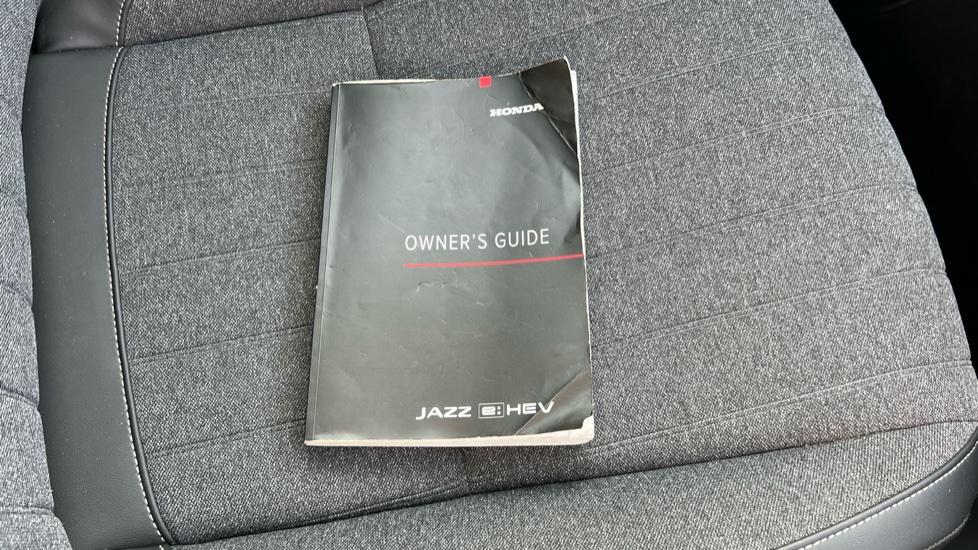 HONDA
OWNER'S GUIDE
JAZZ e:HEV